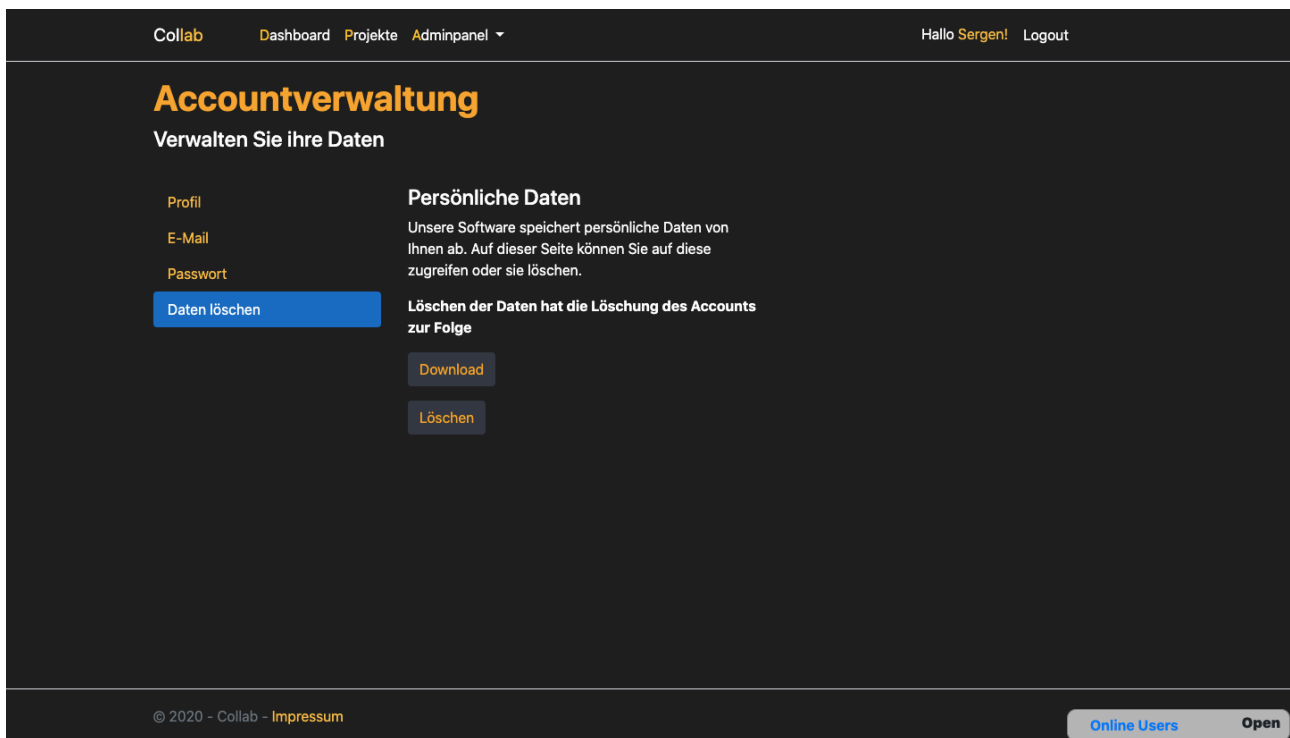 Collab Dashboard Projekte Adminpanel Hallo Sergen! Logout
Accountverwaltung
Verwalten Sie ihre Daten
Profil
E-Mail
Passwort
Daten löschen
Persönliche Daten
Unsere Software speichert persönliche Daten von
Ihnen ab. Auf dieser Seite können Sie auf diese
zugreifen oder sie löschen.
Löschen der Daten hat die Löschung des Accounts
zur Folge
Download
Löschen
© 2020 - Collab - Impressum
Online Users Open